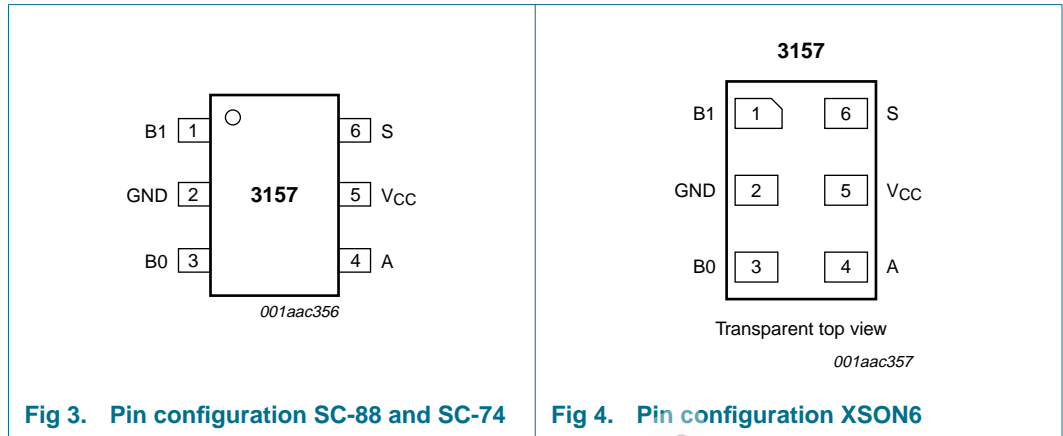 B1 1 6 S
GND 2 3157 5 VCC
B0 3 4 A
001aac356
Fig 3. Pin configuration SC-88 and SC-74
3157
B1 1 6 S
GND 2 5 VCC
B0 3 4 A
Transparent top view
001aac357
Fig 4. Pin configuration XSON6